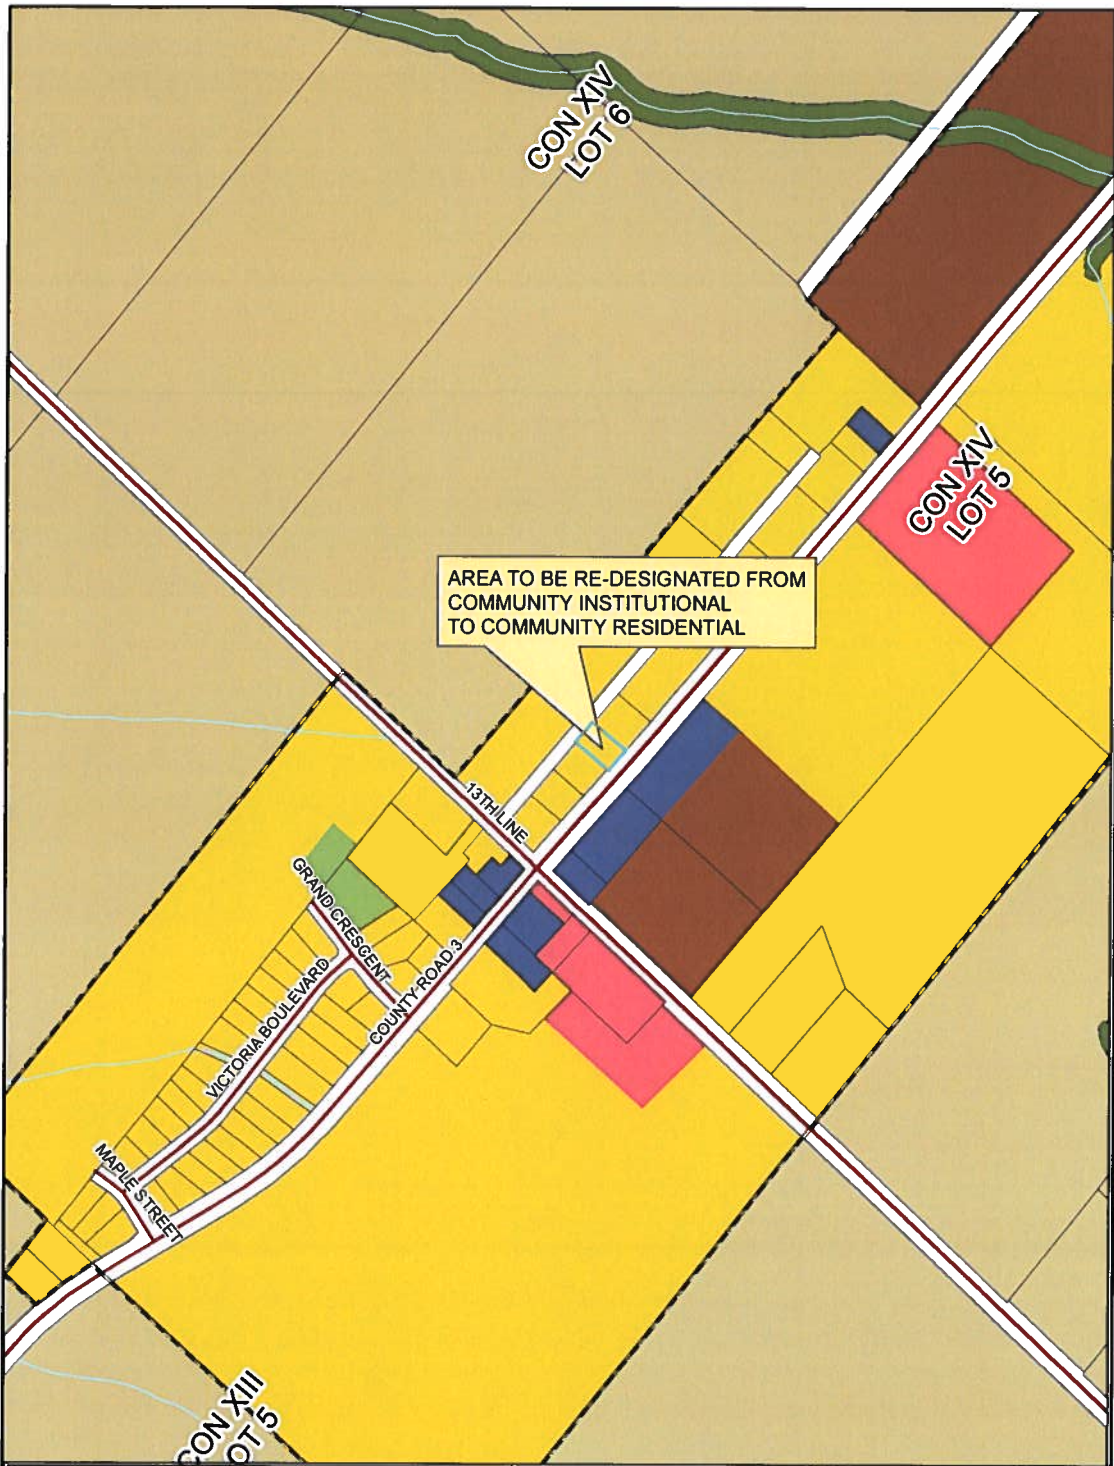 CON XIV
LOT 6
CON XIV
LOT 5
AREA TO BE RE-DESIGNATED FROM
COMMUNITY INSTITUTIONAL
TO COMMUNITY RESIDENTIAL
13TH LINE
GRAND CRESCENT
COUNTY ROAD 3
VICTORIA BOULEVARD
MAPLE STREET
CON XIII
OT 5